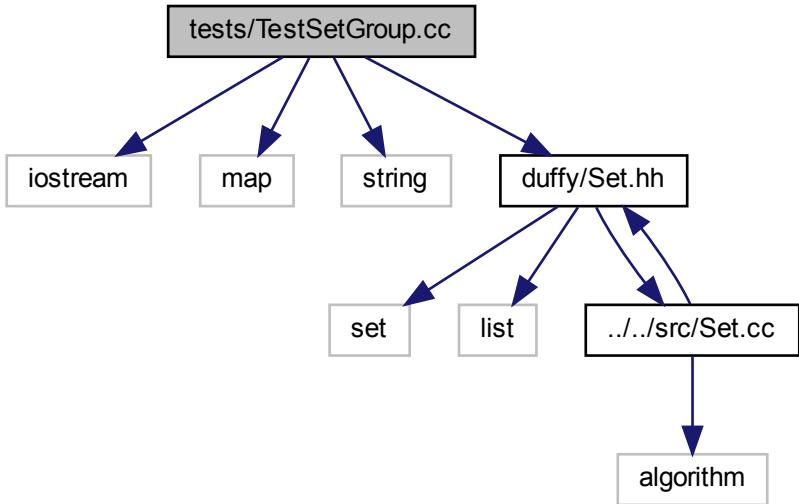 tests/TestSetGroup.cc
iostream
map
string
duffy/Set.hh
set
list
../../src/Set.cc
algorithm